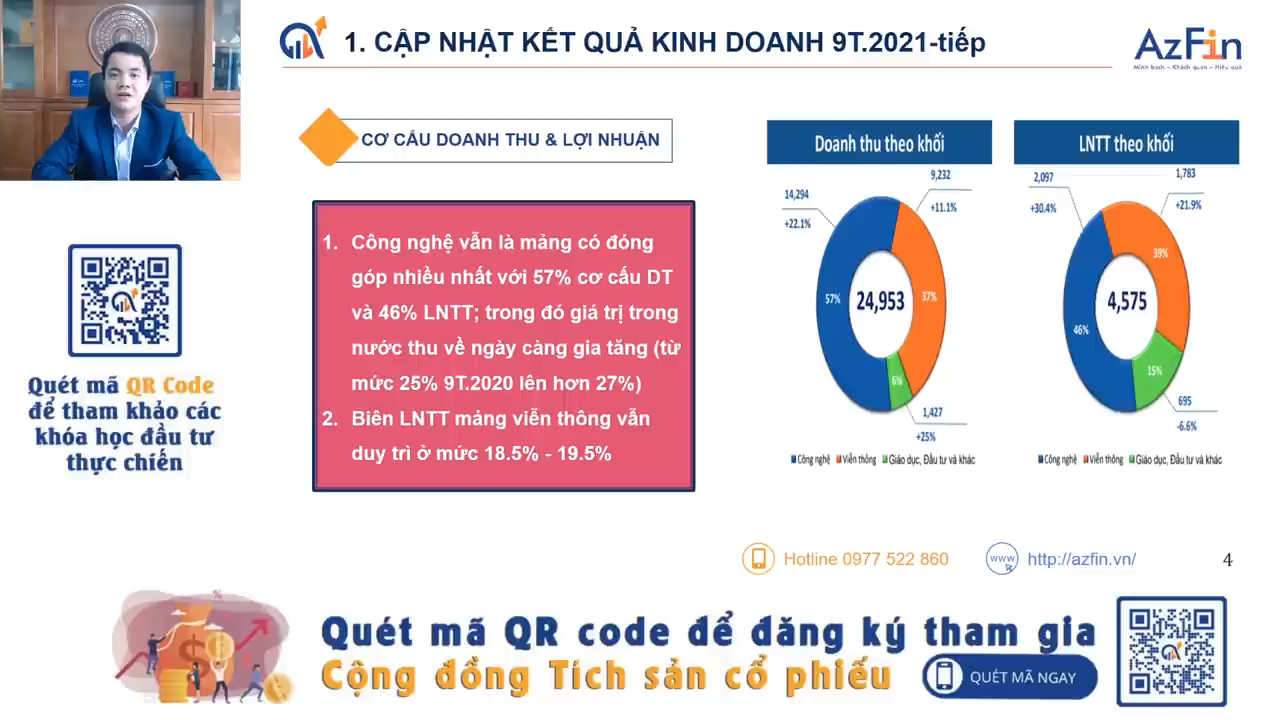 1. CẬP NHẬT KẾT QUẢ KINH DOANH 9T.2021-tiếp
AzFin
Minh bạch – Khách quan – Hiệu quả
CƠ CẤU DOANH THU & LỢI NHUẬN
1. Công nghệ vẫn là mảng có đóng
góp nhiều nhất với 57% cơ cấu DT
và 46% LNTT; trong đó giá trị trong
nước thu về ngày càng gia tăng (từ
mức 25% 9T.2020 lên hơn 27%)
2. Biên LNTT mảng viễn thông vẫn
duy trì ở mức 18.5% - 19.5%
Doanh thu theo khối
14,294
+22.1%
9,232
+11.1%
57%
24,953
37%
6%
1,427
+25%
Công nghệ Viễn thông Giáo dục, Đầu tư và khác
LNTT theo khối
2,097
+30.4%
1,783
+21.9%
39%
46%
4,575
15%
695
-6.6%
Công nghệ Viễn thông Giáo dục, Đầu tư và khác
Quét mã QR Code
để tham khảo các
khóa học đầu tư
thực chiến
Hotline 0977 522 860
www
http://azfin.vn/
4
Quét mã QR code để đăng ký tham gia
Cộng đồng Tích sản cổ phiếu
QUÉT MÃ NGAY